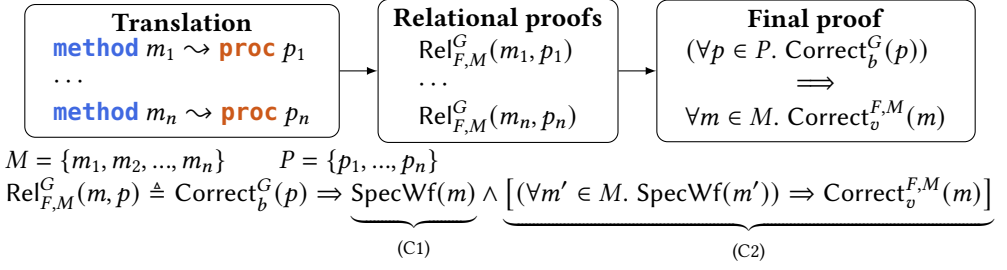 Translation
method m₁ ⇝ proc p₁
...
method mₙ ⇝ proc pₙ
Relational proofs
Rel^G_{F,M}(m₁, p₁)
...
Rel^G_{F,M}(mₙ, pₙ)
Final proof
(∀p ∈ P. Correct^G_b(p))
⟹
∀m ∈ M. Correct^{F,M}_v(m)
M = {m₁, m₂, ..., mₙ} P = {p₁, ..., pₙ}
Rel^G_{F,M}(m, p) ≜ Correct^G_b(p) ⇒ SpecWf(m) ∧ [(∀m′ ∈ M. SpecWf(m′)) ⇒ Correct^{F,M}_v(m)]
(C1) (C2)